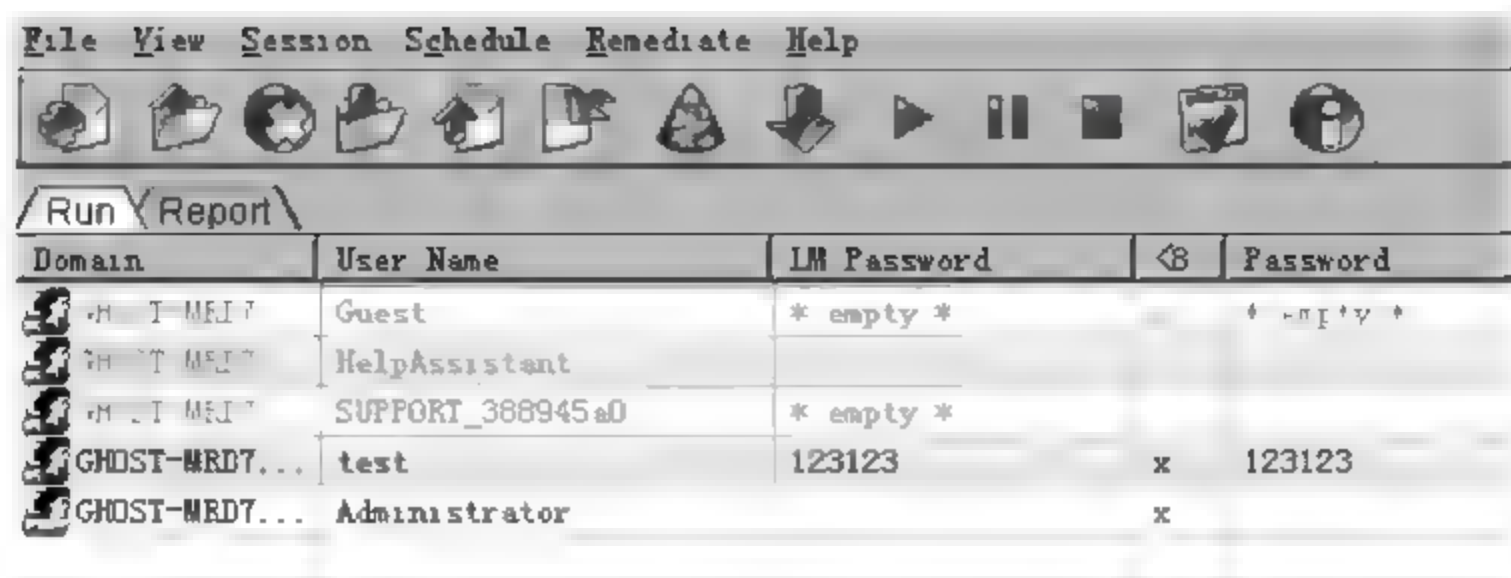 File View Session Schedule Remediate Help
Run Report
Domain User Name LM Password <8 Password
Guest * empty * * empty *
HelpAssistant
SUPPORT_388945a0 * empty *
GHOST-MRD7... test 123123 x 123123
GHOST-MRD7... Administrator x